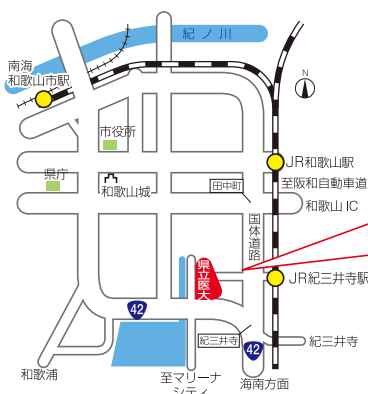 紀ノ川
南海
和歌山市駅
N
市役所
JR和歌山駅
県庁
和歌山城
田中町
至阪和自動車道
和歌山IC
国体道路
県立医大
JR紀三井寺駅
42
紀三井寺
42
紀三井寺
和歌浦
至マリーナ
シティ
海南方面